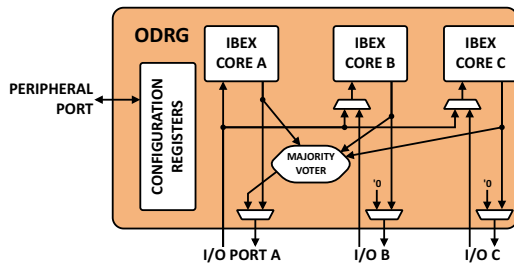 ODRG
IBEX
CORE A
IBEX
CORE B
IBEX
CORE C
PERIPHERAL
PORT
CONFIGURATION
REGISTERS
MAJORITY
VOTER
'0
'0
I/O PORT A
I/O B
I/O C